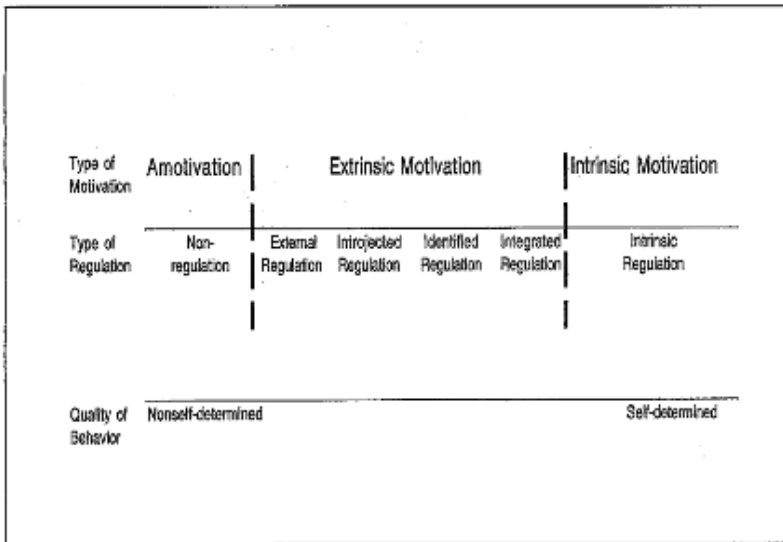 Type of Motivation Amotivation Extrinsic Motivation Intrinsic Motivation
Type of Regulation Non-regulation External Regulation Introjected Regulation Identified Regulation Integrated Regulation Intrinsic Regulation
Quality of Behavior Nonself-determined Self-determined